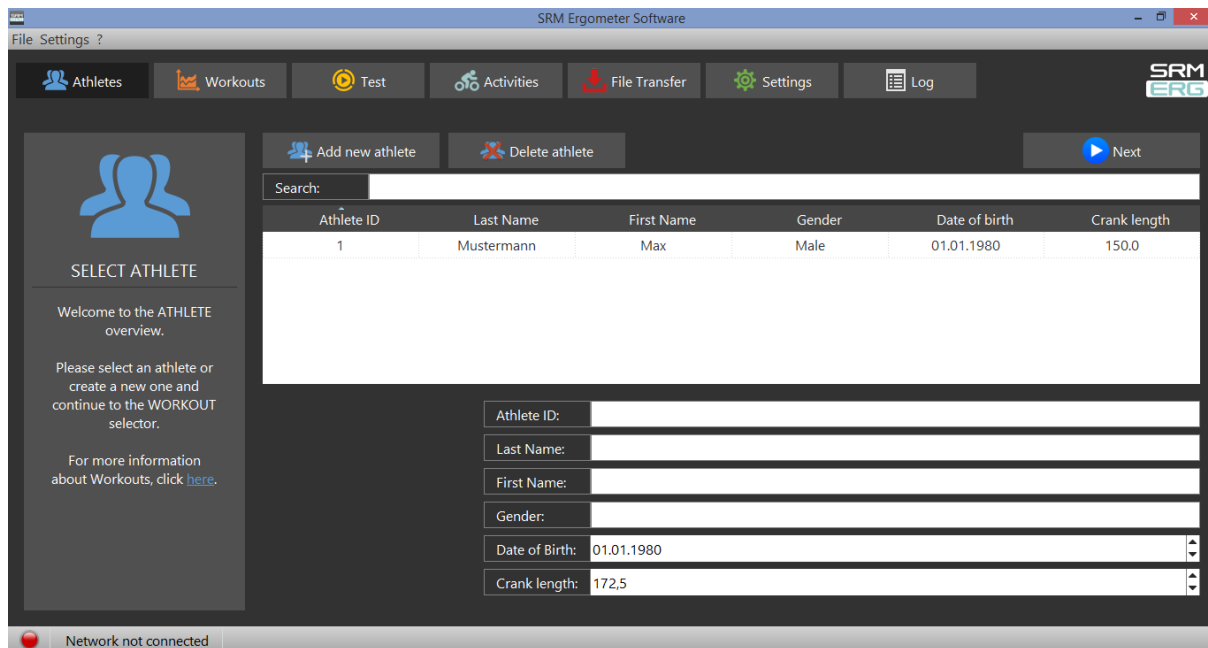 SRM Ergometer Software
File Settings ?
Athletes Workouts Test Activities File Transfer Settings Log
SRM
ERG
Add new athlete Delete athlete Next
Search:
Athlete ID Last Name First Name Gender Date of birth Crank length
1 Mustermann Max Male 01.01.1980 150.0
SELECT ATHLETE
Welcome to the ATHLETE
overview.
Please select an athlete or
create a new one and
continue to the WORKOUT
selector.
For more information
about Workouts, click here.
Athlete ID:
Last Name:
First Name:
Gender:
Date of Birth: 01.01.1980
Crank length: 172,5
Network not connected